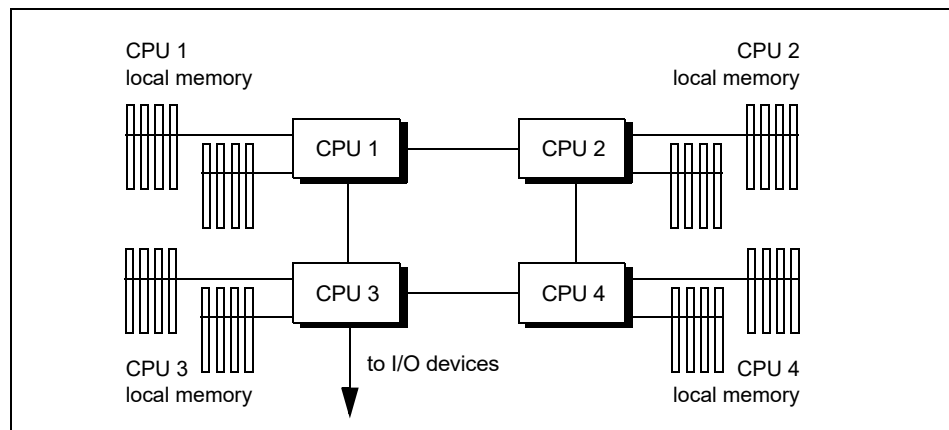 CPU 1
local memory
CPU 2
local memory
CPU 1
CPU 2
CPU 3
CPU 4
to I/O devices
CPU 3
local memory
CPU 4
local memory